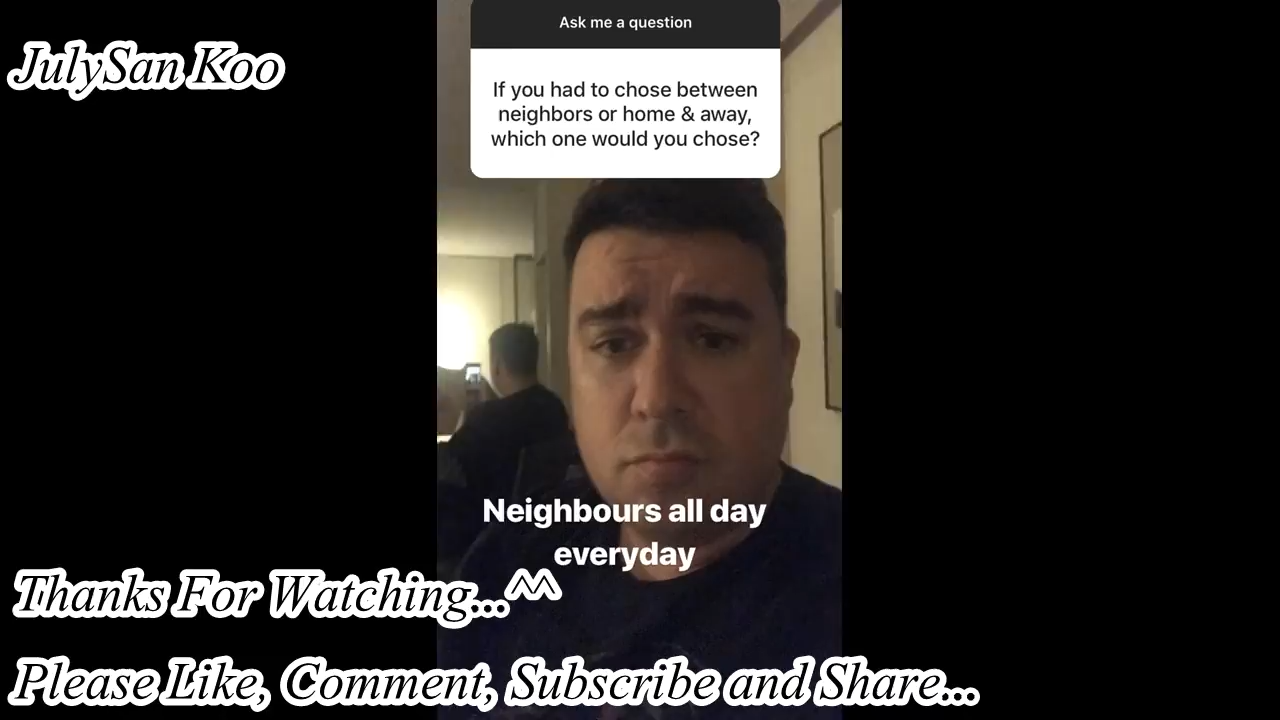 JulySan Koo
Ask me a question
If you had to chose between
neighbors or home & away,
which one would you chose?
Neighbours all day
everyday
Thanks For Watching...^^
Please Like, Comment, Subscribe and Share...